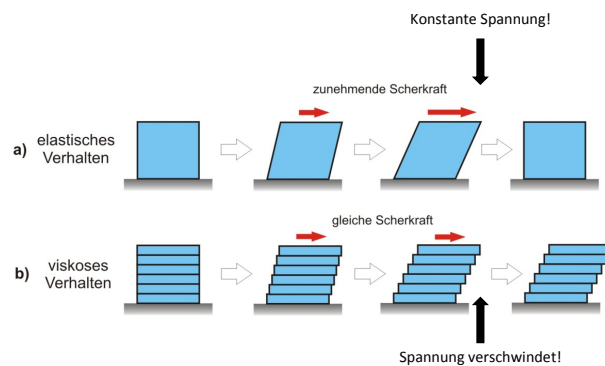 Konstante Spannung!
zunehmende Scherkraft
a) elastisches
Verhalten
gleiche Scherkraft
b) viskoses
Verhalten
Spannung verschwindet!